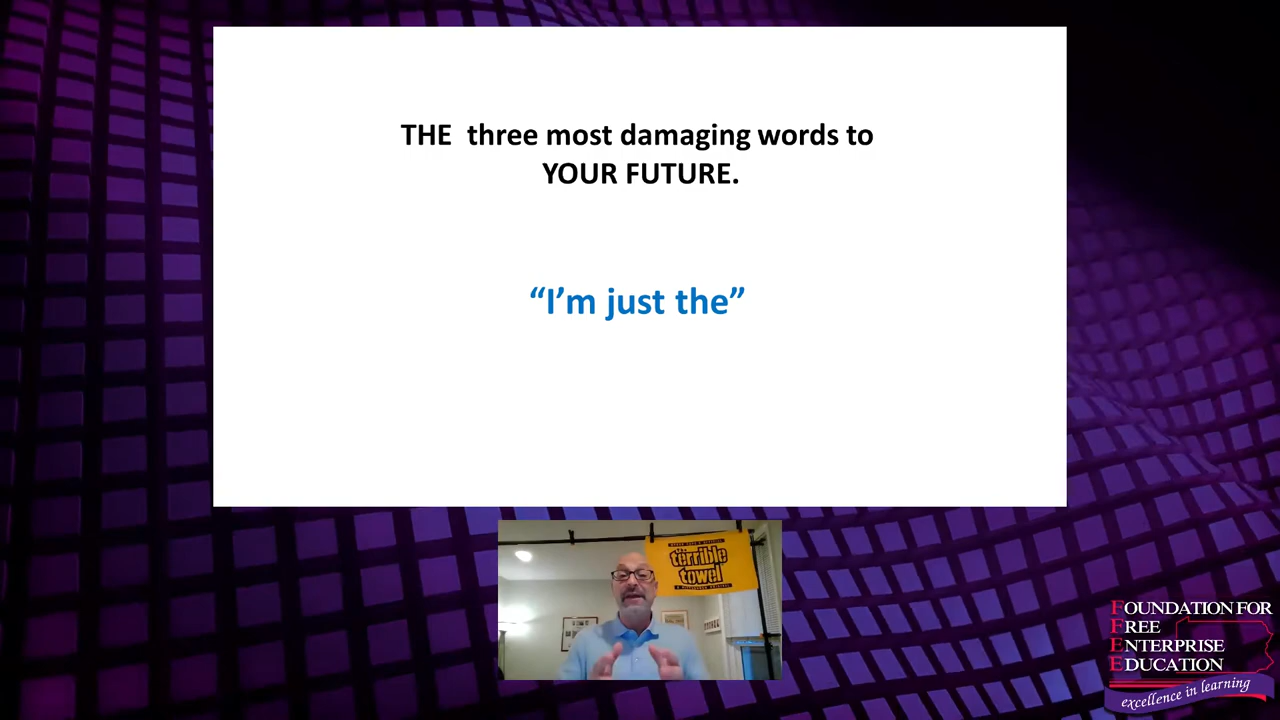 THE  three most damaging words to
YOUR FUTURE.
“I’m just the”
the
terrible
towel
FOUNDATION FOR
FREE
ENTERPRISE
EDUCATION
excellence in learning